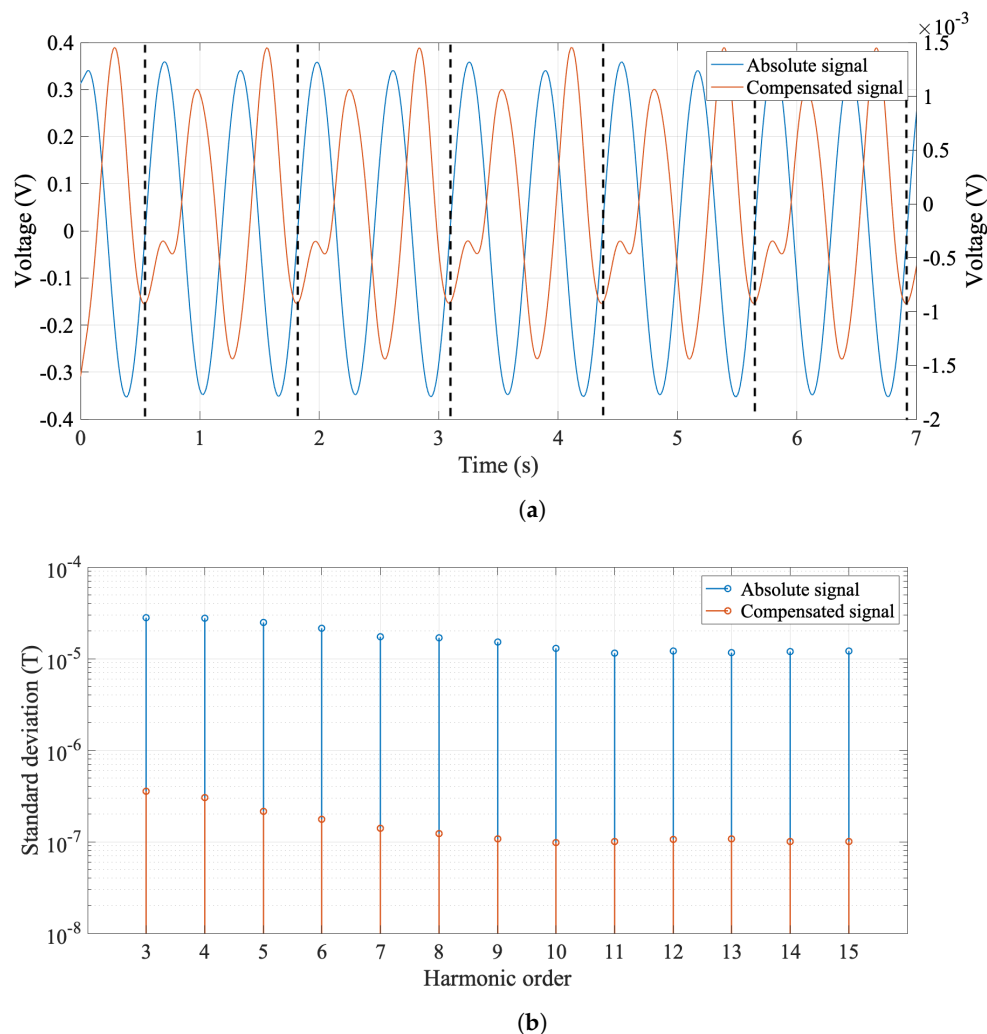 ×10⁻³
0.4
0.3
0.2
0.1
0
-0.1
-0.2
-0.3
-0.4
Voltage (V)
1.5
1
0.5
0
-0.5
-1
-1.5
-2
Voltage (V)
Absolute signal
Compensated signal
0 1 2 3 4 5 6 7
Time (s)
(a)
10⁻⁴
10⁻⁵
10⁻⁶
10⁻⁷
10⁻⁸
Standard deviation (T)
Absolute signal
Compensated signal
3 4 5 6 7 8 9 10 11 12 13 14 15
Harmonic order
(b)